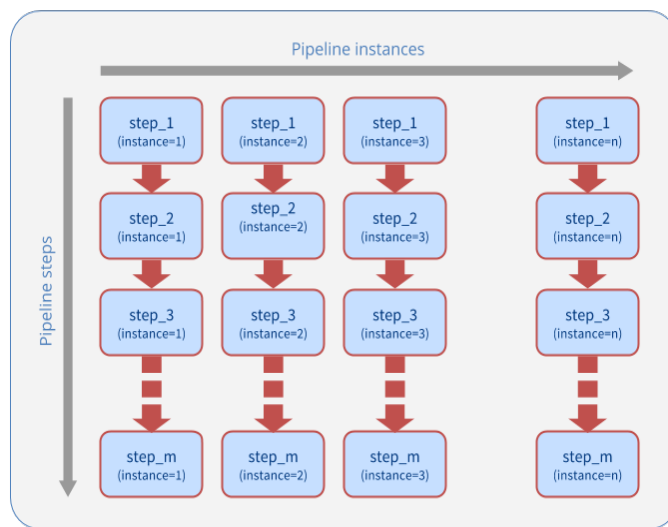 Pipeline instances
Pipeline steps
step_1
(instance=1)
step_1
(instance=2)
step_1
(instance=3)
step_1
(instance=n)
step_2
(instance=1)
step_2
(instance=2)
step_2
(instance=3)
step_2
(instance=n)
step_3
(instance=1)
step_3
(instance=2)
step_3
(instance=3)
step_3
(instance=n)
step_m
(instance=1)
step_m
(instance=2)
step_m
(instance=3)
step_m
(instance=n)